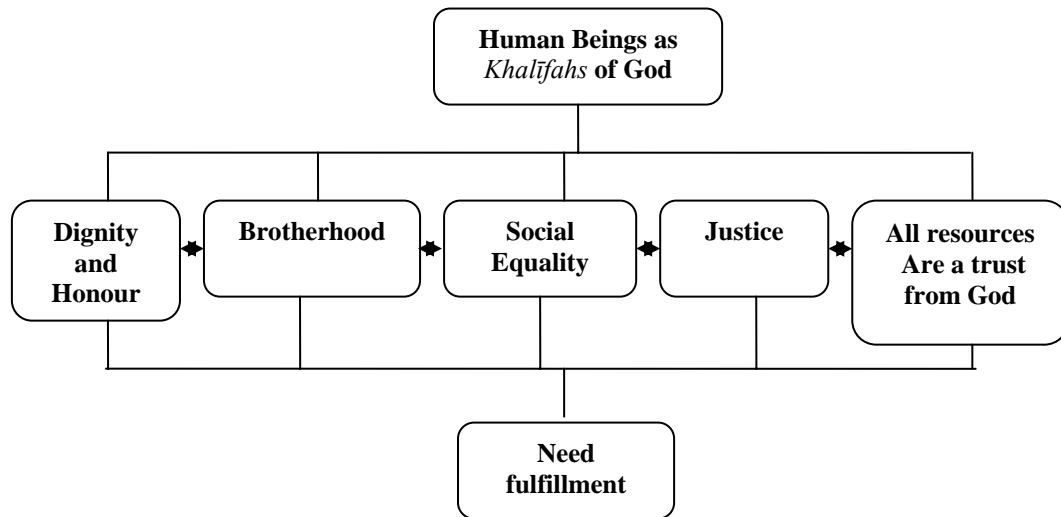 Human Beings as
Khalīfahs of God
Dignity
and
Honour
Brotherhood
Social
Equality
Justice
All resources
Are a trust
from God
Need
fulfillment